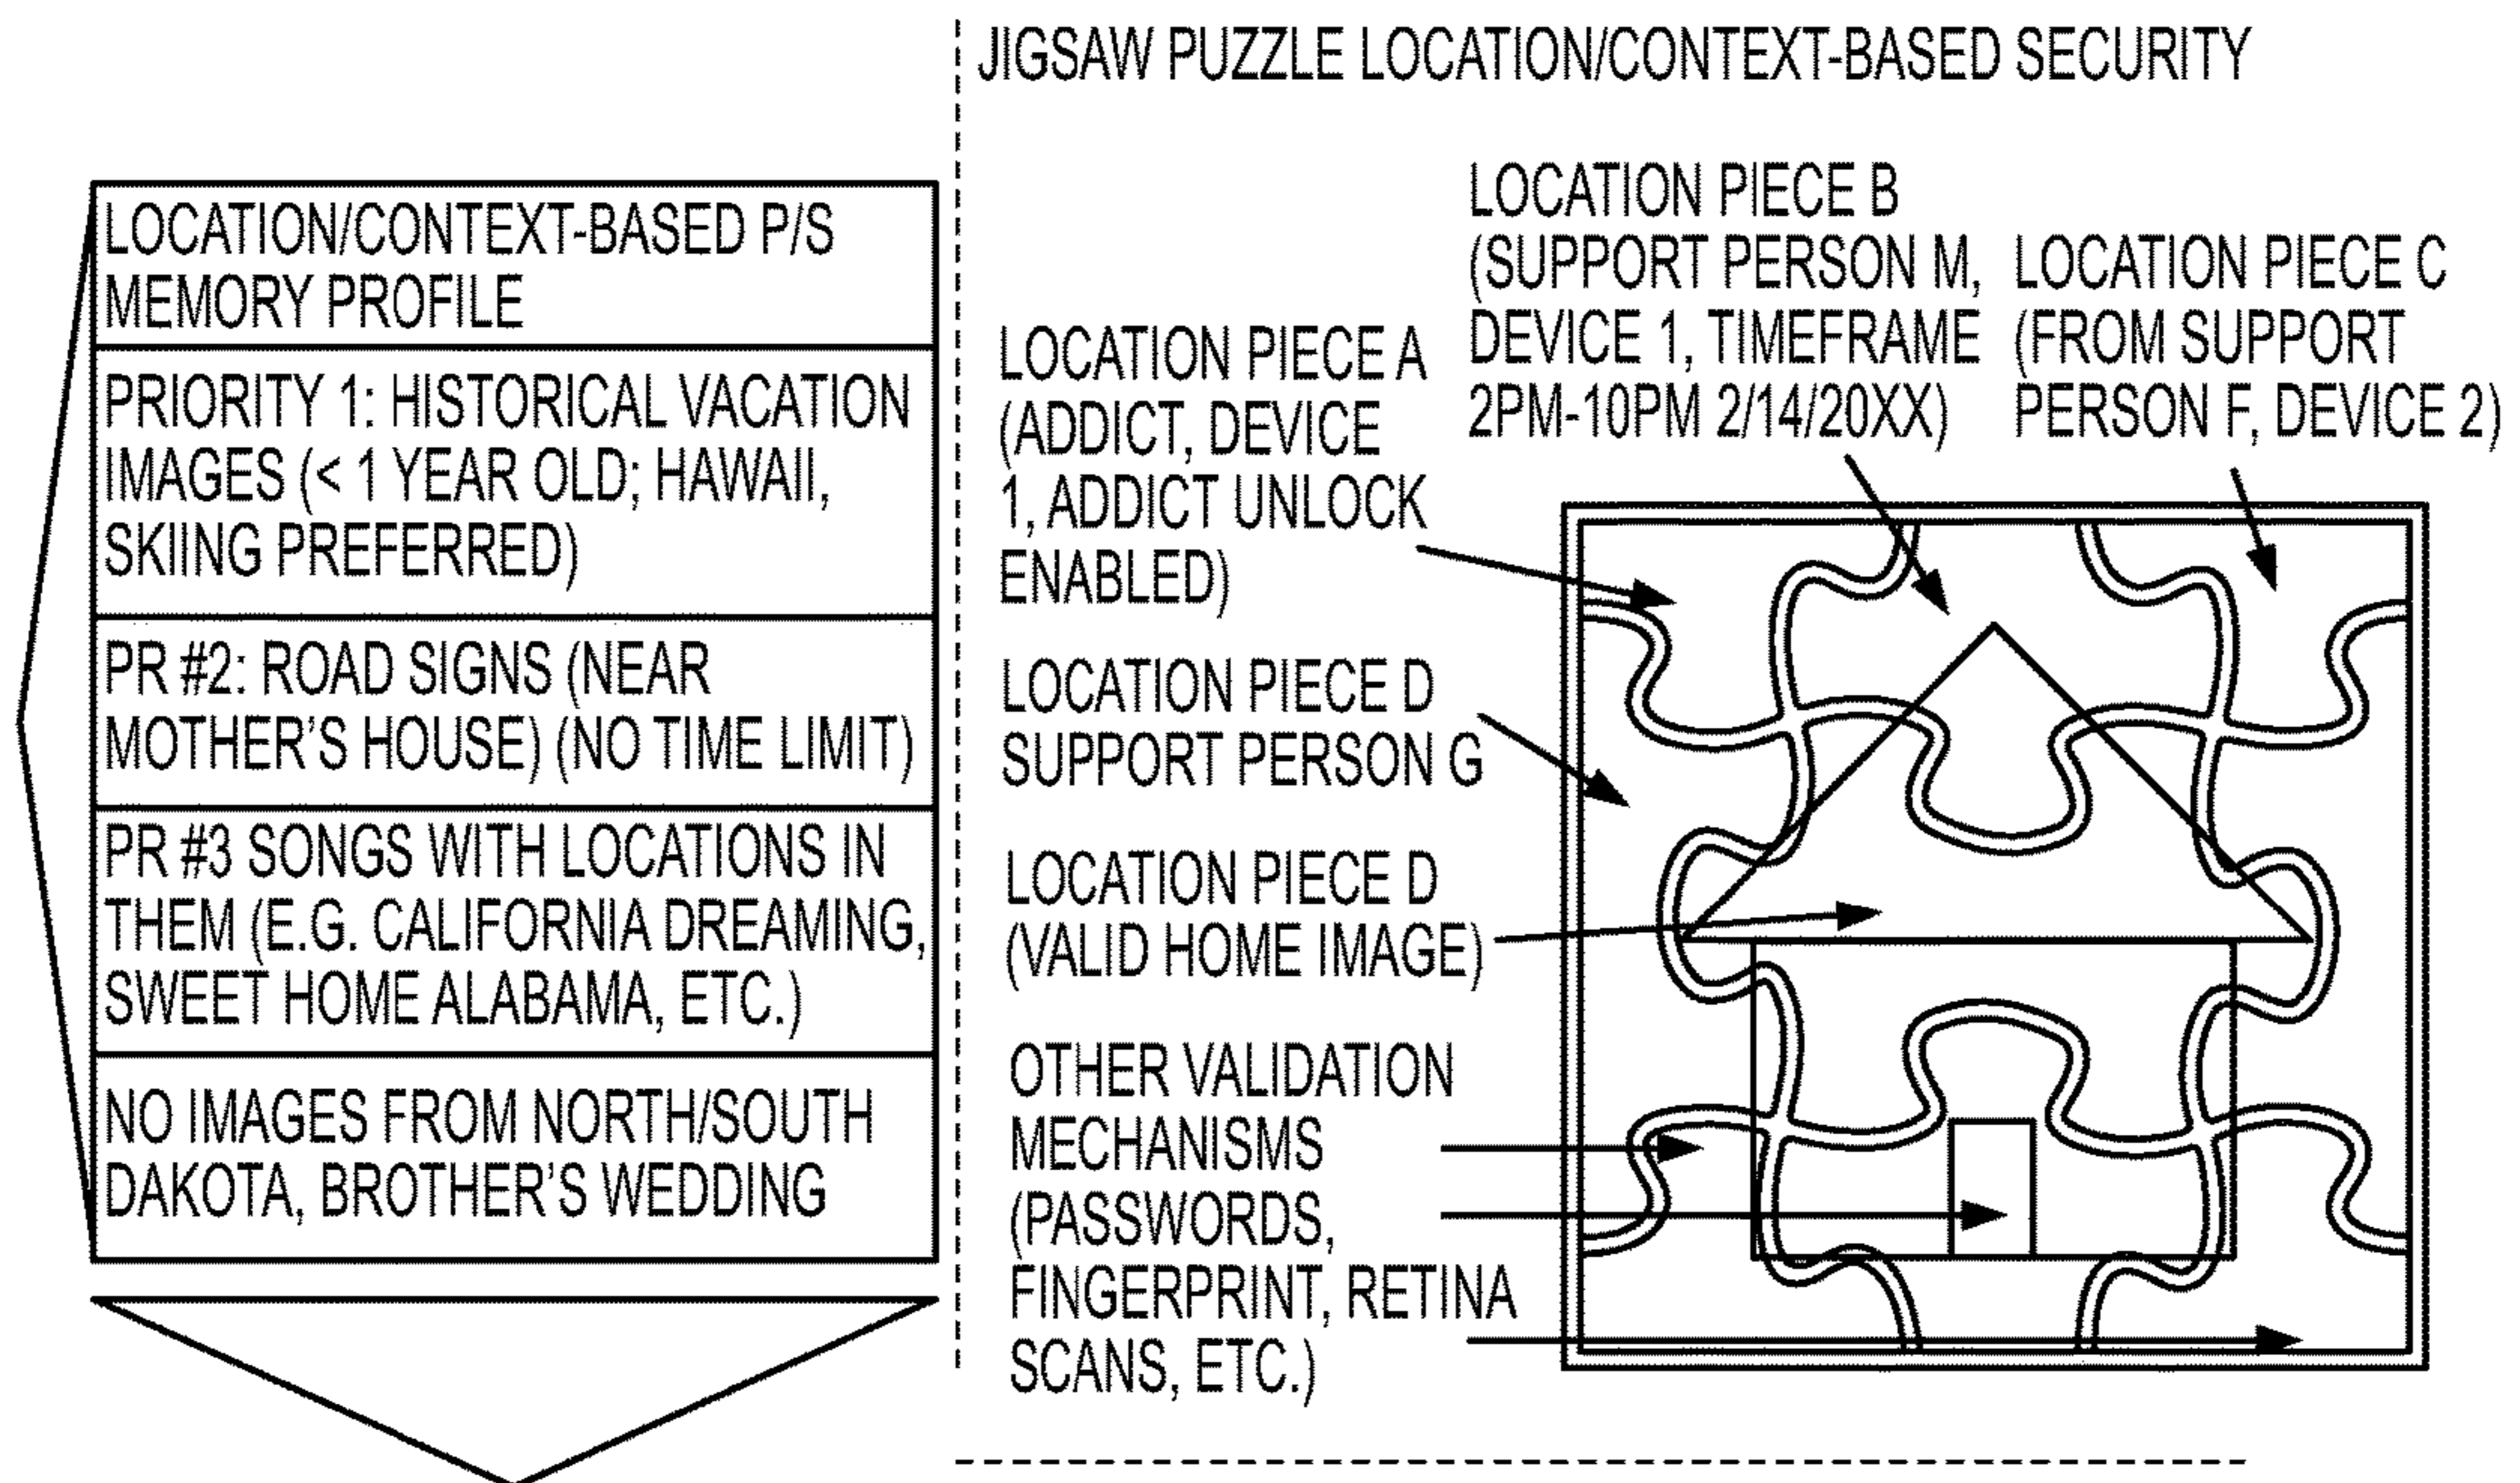 JIGSAW PUZZLE LOCATION/CONTEXT-BASED SECURITY
LOCATION/CONTEXT-BASED P/S
MEMORY PROFILE
PRIORITY 1: HISTORICAL VACATION
IMAGES (< 1 YEAR OLD; HAWAII,
SKIING PREFERRED)
PR #2: ROAD SIGNS (NEAR
MOTHER'S HOUSE) (NO TIME LIMIT)
PR #3 SONGS WITH LOCATIONS IN
THEM (E.G. CALIFORNIA DREAMING,
SWEET HOME ALABAMA, ETC.)
NO IMAGES FROM NORTH/SOUTH
DAKOTA, BROTHER'S WEDDING
LOCATION PIECE A
(ADDICT, DEVICE
1, ADDICT UNLOCK
ENABLED)
LOCATION PIECE B
(SUPPORT PERSON M,
DEVICE 1, TIMEFRAME
2PM-10PM 2/14/20XX)
LOCATION PIECE C
(FROM SUPPORT
PERSON F, DEVICE 2)
LOCATION PIECE D
SUPPORT PERSON G
LOCATION PIECE D
(VALID HOME IMAGE)
OTHER VALIDATION
MECHANISMS
(PASSWORDS,
FINGERPRINT, RETINA
SCANS, ETC.)